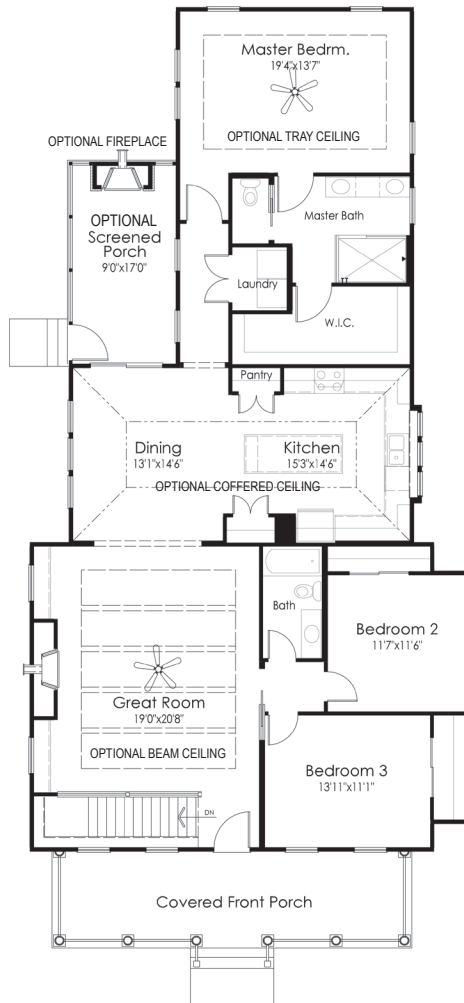 Master Bedrm.
19'4"x13'7"
OPTIONAL TRAY CEILING
OPTIONAL FIREPLACE
OPTIONAL
Screened
Porch
9'0"x17'0"
Master Bath
Laundry
W.I.C.
Pantry
Dining
13'1"x14'6"
Kitchen
15'3"x14'6"
OPTIONAL COFFERED CEILING
Bath
Bedroom 2
11'7"x11'6"
Great Room
19'0"x20'8"
OPTIONAL BEAM CEILING
Bedroom 3
13'11"x11'1"
DN
Covered Front Porch